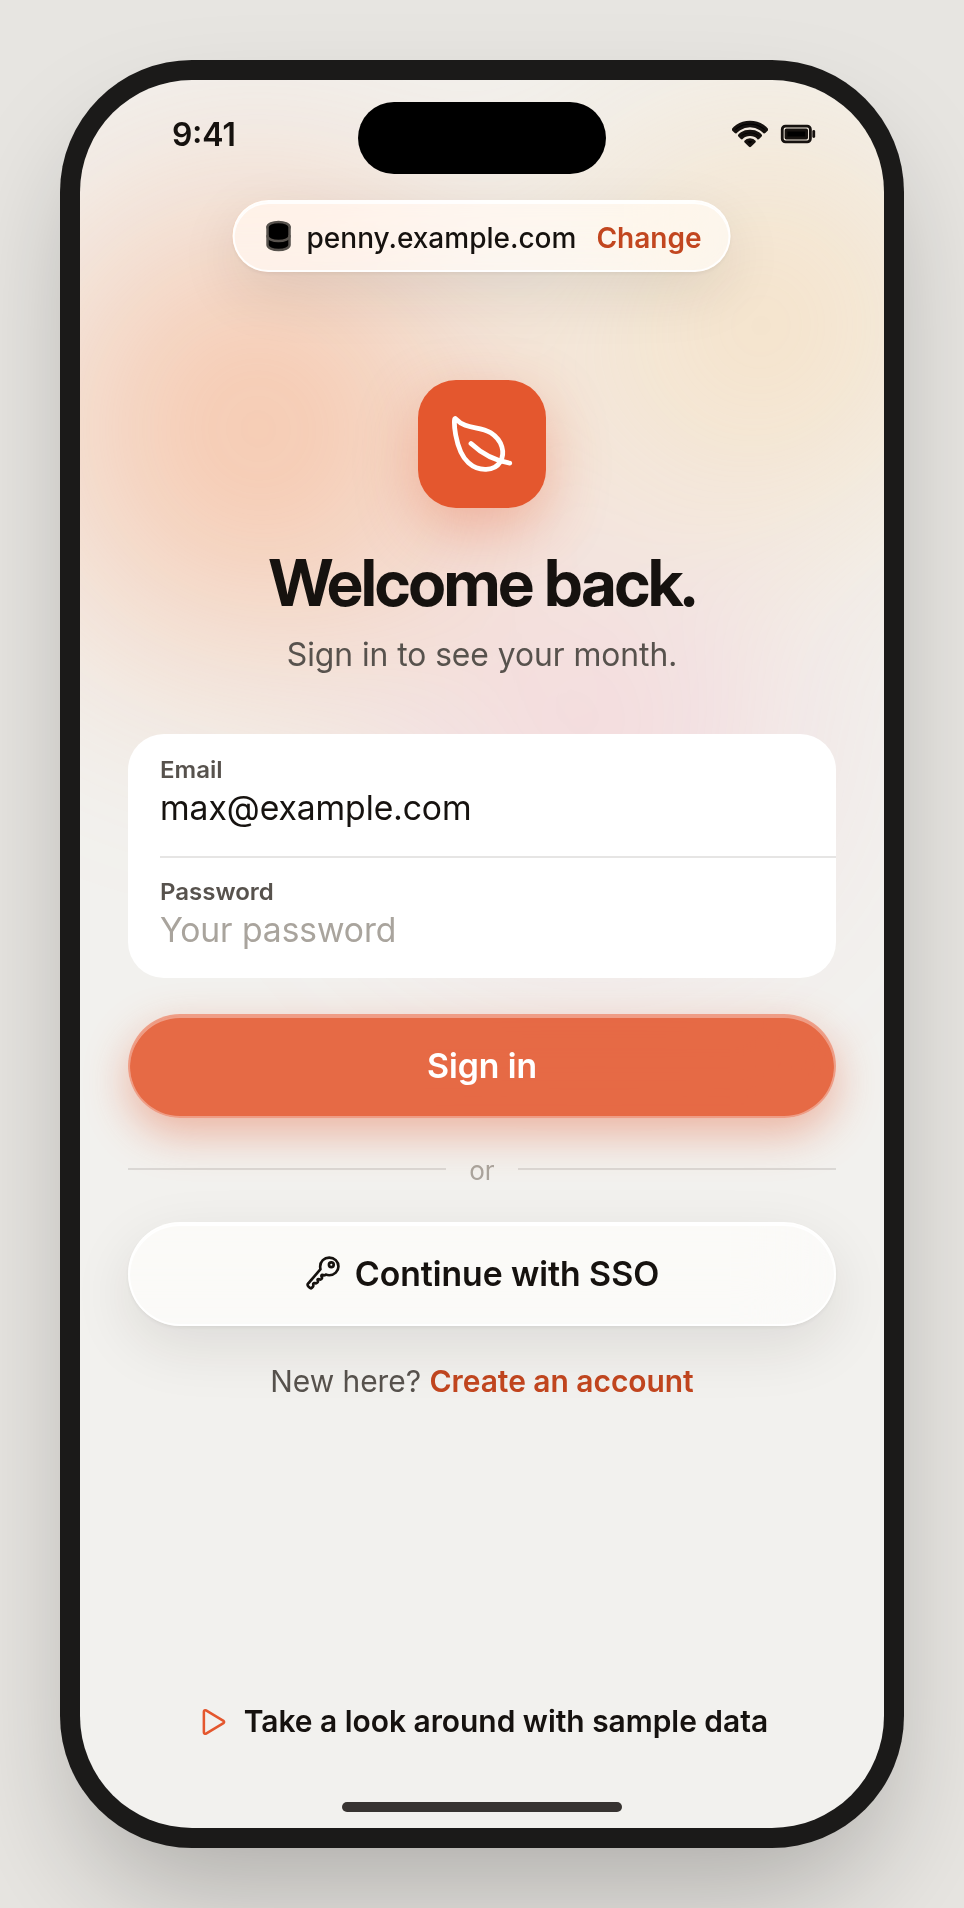 9:41
penny.example.com Change
Welcome back.
Sign in to see your month.
Email
max@example.com
Password
Your password
Sign in
or
Continue with SSO
New here? Create an account
Take a look around with sample data